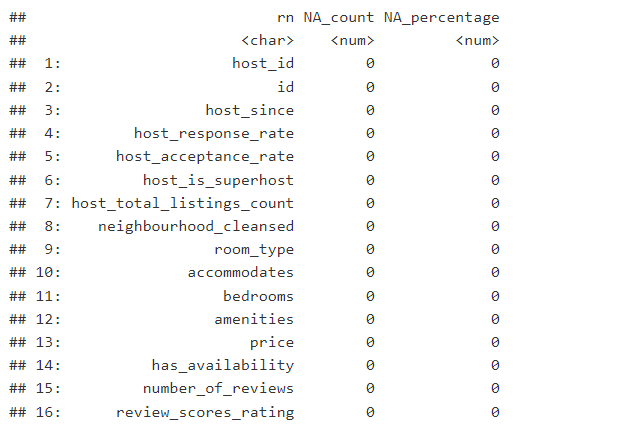 ##                            rn NA_count NA_percentage
##                        <char>    <num>         <num>
##  1:                   host_id        0             0
##  2:                        id        0             0
##  3:                host_since        0             0
##  4:        host_response_rate        0             0
##  5:      host_acceptance_rate        0             0
##  6:         host_is_superhost        0             0
##  7: host_total_listings_count        0             0
##  8:    neighbourhood_cleansed        0             0
##  9:                 room_type        0             0
## 10:              accommodates        0             0
## 11:                  bedrooms        0             0
## 12:                 amenities        0             0
## 13:                     price        0             0
## 14:          has_availability        0             0
## 15:         number_of_reviews        0             0
## 16:      review_scores_rating        0             0